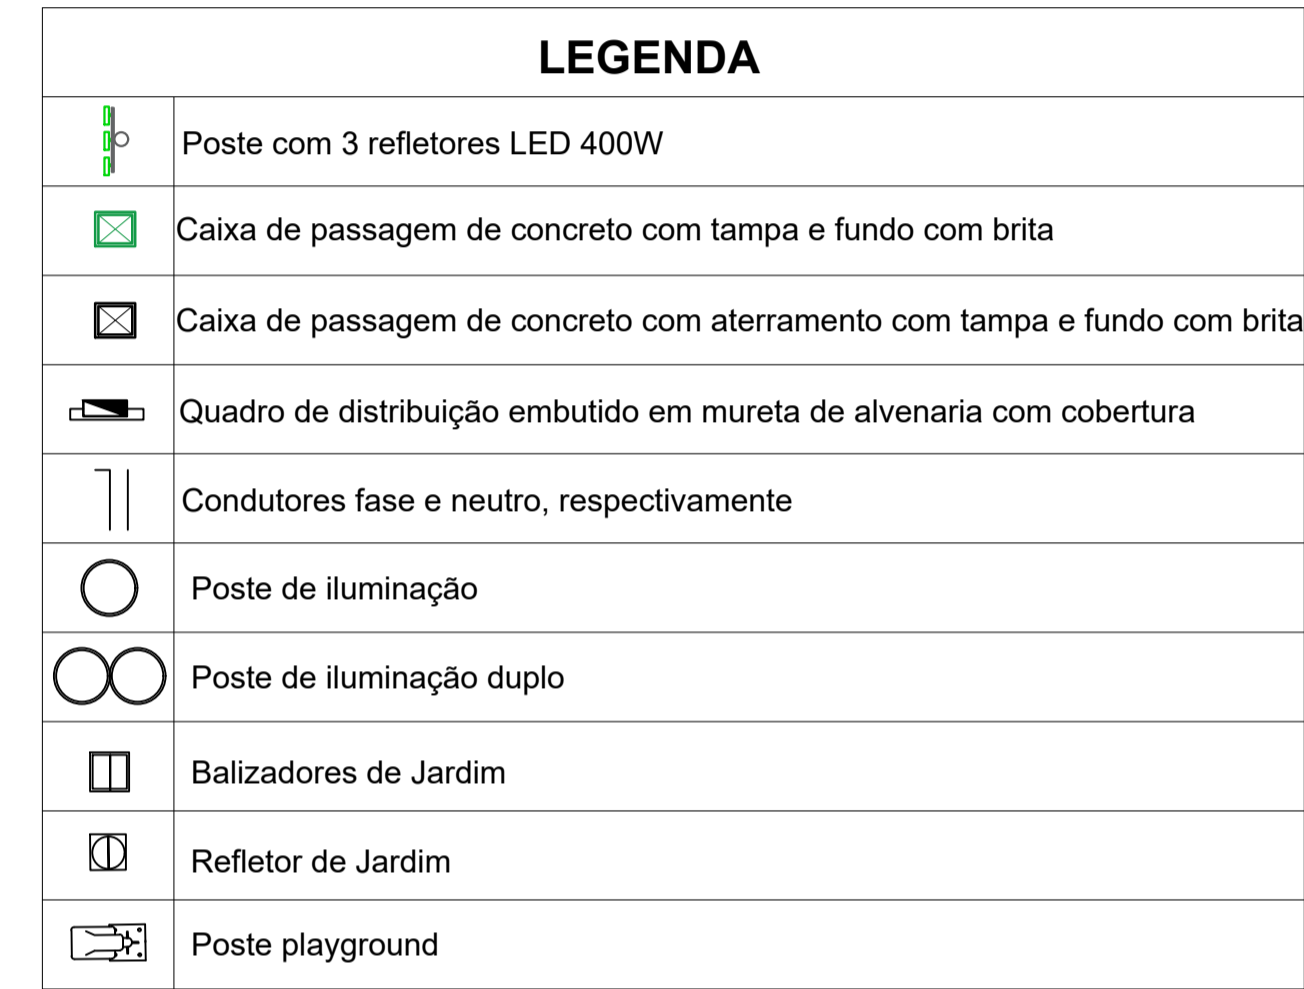 LEGENDA
Poste com 3 refletores LED 400W
Caixa de passagem de concreto com tampa e fundo com brita
Caixa de passagem de concreto com aterramento com tampa e fundo com brita
Quadro de distribuição embutido em mureta de alvenaria com cobertura
Condutores fase e neutro, respectivamente
Poste de iluminação
Poste de iluminação duplo
Balizadores de Jardim
Refletor de Jardim
Poste playground